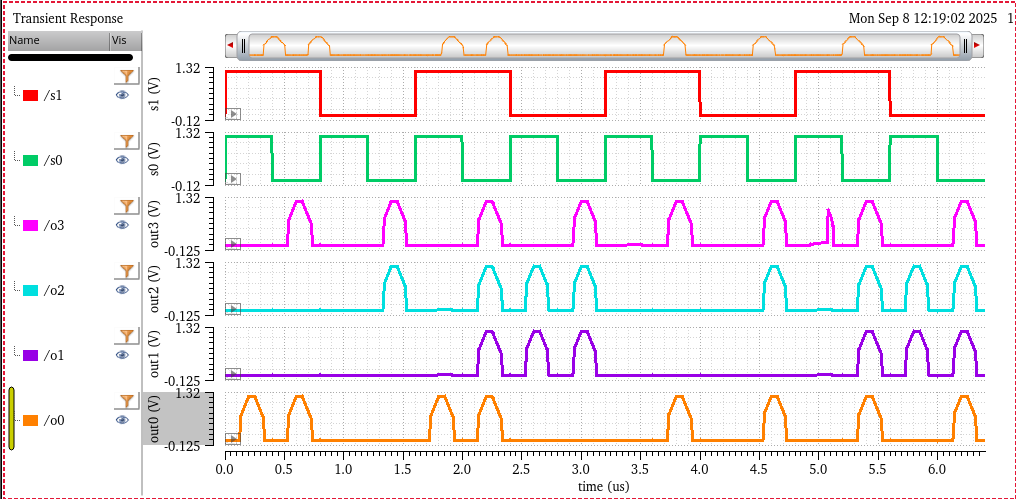 Transient Response
Mon Sep 8 12:19:02 2025 1
Name Vis
/s1
s1 (V)
1.32
-0.12
/s0
s0 (V)
1.32
-0.12
/o3
out3 (V)
1.32
-0.125
/o2
out2 (V)
1.32
-0.125
/o1
out1 (V)
1.32
-0.125
/o0
out0 (V)
1.32
-0.125
0.0 0.5 1.0 1.5 2.0 2.5 3.0 3.5 4.0 4.5 5.0 5.5 6.0
time (us)